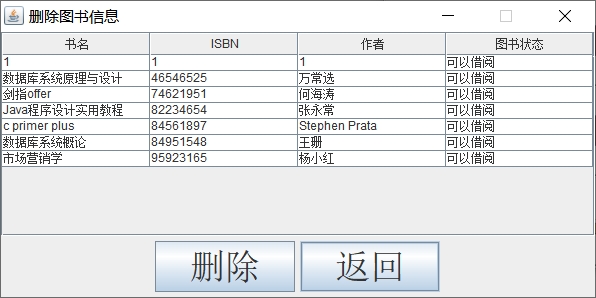 删除图书信息
书名 ISBN 作者 图书状态
1 1 1 可以借阅
数据库系统原理与设计 46546525 万常选 可以借阅
剑指offer 74621951 何海涛 可以借阅
Java程序设计实用教程 82234654 张永常 可以借阅
c primer plus 84561897 Stephen Prata 可以借阅
数据库系统概论 84951548 王珊 可以借阅
市场营销学 95923165 杨小红 可以借阅
删除 返回